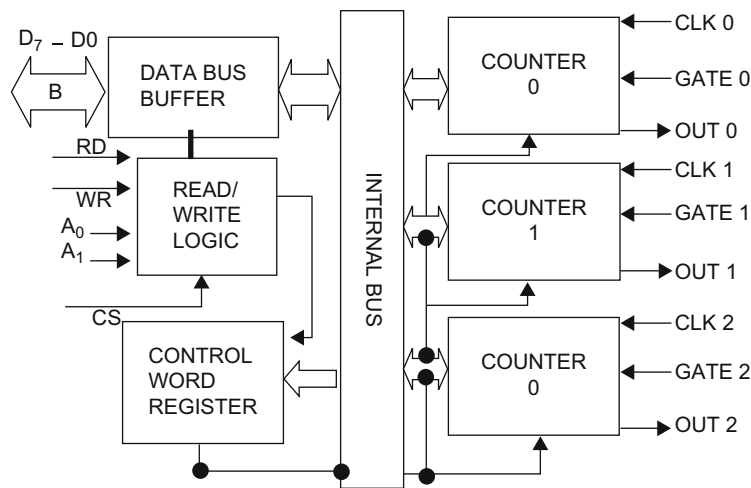 D₇ – D0
B
DATA BUS
BUFFER
RD
WR
A₀
A₁
CS
READ/
WRITE
LOGIC
CONTROL
WORD
REGISTER
INTERNAL BUS
COUNTER
0
CLK 0
GATE 0
OUT 0
COUNTER
1
CLK 1
GATE 1
OUT 1
COUNTER
0
CLK 2
GATE 2
OUT 2